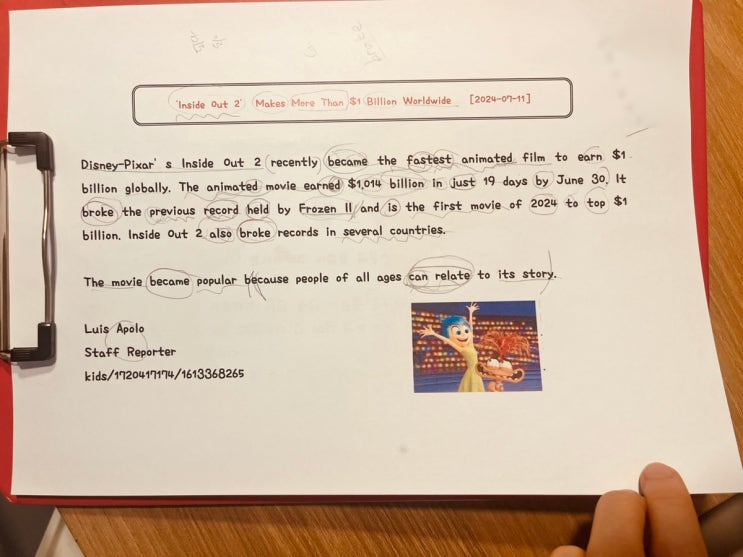 'Inside Out 2' Makes More Than $1 Billion Worldwide [2024-07-11]
Disney-Pixar's Inside Out 2 recently became the fastest animated film to earn $1
billion globally. The animated movie earned $1,014 billion in just 19 days by June 30. It
broke the previous record held by Frozen II and is the first movie of 2024 to top $1
billion. Inside Out 2 also broke records in several countries.
The movie became popular because people of all ages can relate to its story.
Luis Apolo
Staff Reporter
kids/1720417174/1613368265